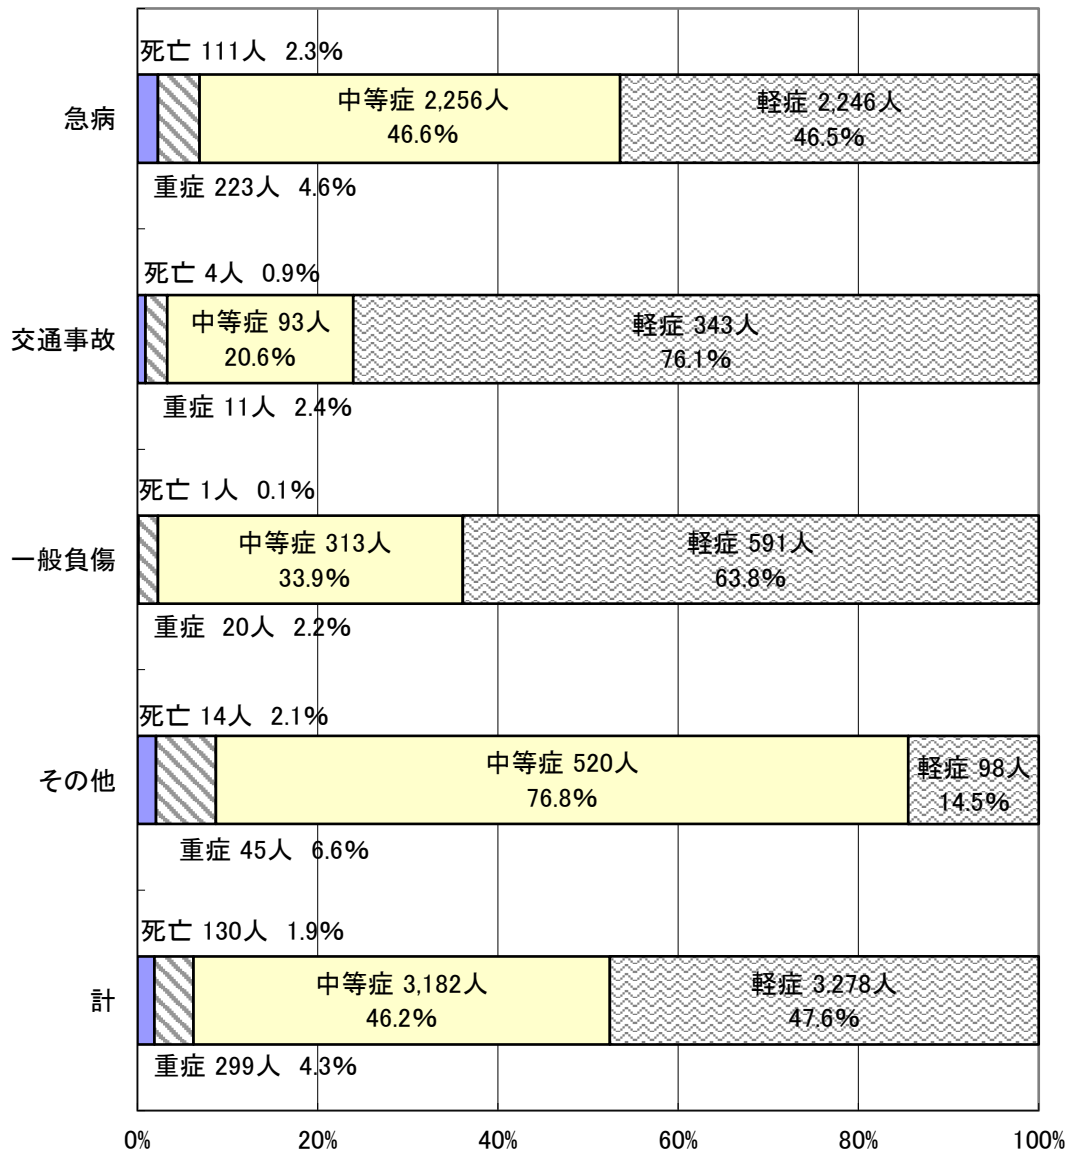 死亡 111人 2.3%
急病
中等症 2,256人
46.6%
軽症 2,246人
46.5%
重症 223人 4.6%
死亡 4人 0.9%
交通事故
中等症 93人
20.6%
軽症 343人
76.1%
重症 11人 2.4%
死亡 1人 0.1%
一般負傷
中等症 313人
33.9%
軽症 591人
63.8%
重症 20人 2.2%
死亡 14人 2.1%
その他
中等症 520人
76.8%
軽症 98人
14.5%
重症 45人 6.6%
死亡 130人 1.9%
計
中等症 3,182人
46.2%
軽症 3,278人
47.6%
重症 299人 4.3%
0% 20% 40% 60% 80% 100%